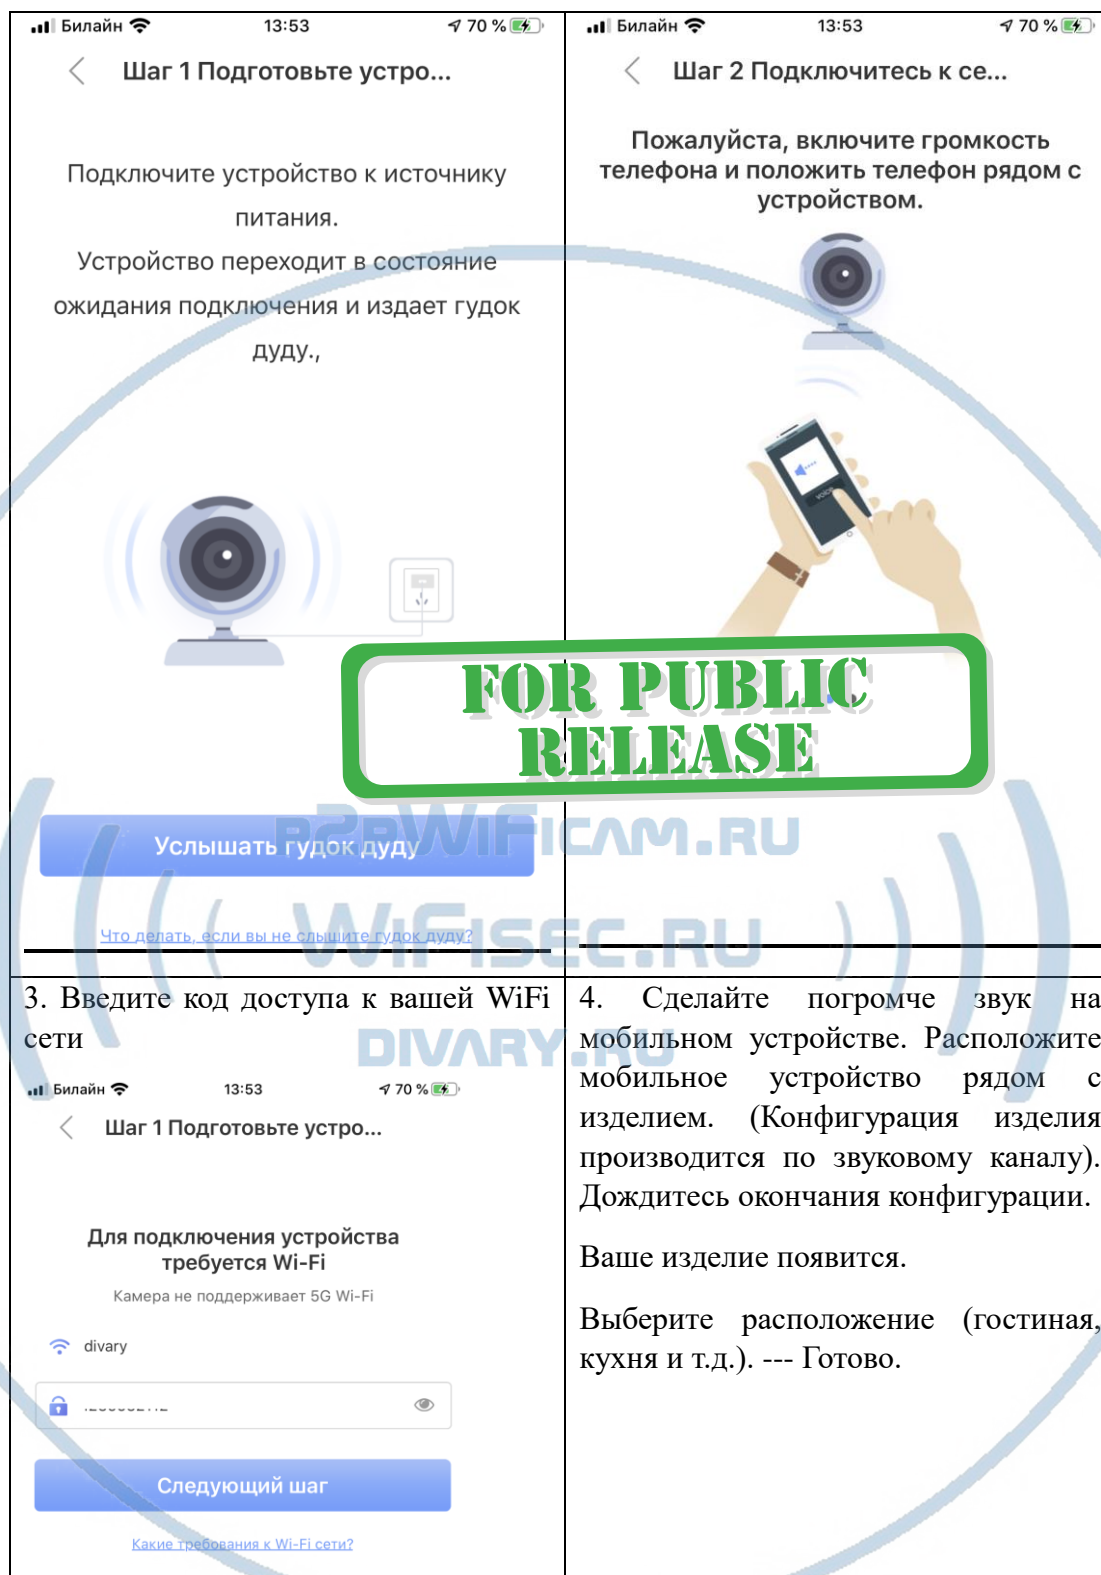 Билайн 13:53 70 %
Шаг 1 Подготовьте устро...
Подключите устройство к источнику
питания.
Устройство переходит в состояние
ожидания подключения и издает гудок
дуду.,
Услышать гудок дуду
Что делать, если вы не слышите гудок дуду?
Билайн 13:53 70 %
Шаг 2 Подключитесь к се...
Пожалуйста, включите громкость
телефона и положить телефон рядом с
устройством.
FOR PUBLIC
RELEASE
P2PWIFICAM.RU
WIFISEC.RU
DIVARY.RU
3. Введите код доступа к вашей WiFi
сети
Билайн 13:53 70 %
Шаг 1 Подготовьте устро...
Для подключения устройства
требуется Wi-Fi
Камера не поддерживает 5G Wi-Fi
divary
Следующий шаг
Какие требования к Wi-Fi сети?
4. Сделайте погромче звук на
мобильном устройстве. Расположите
мобильное устройство рядом с
изделием. (Конфигурация изделия
производится по звуковому каналу).
Дождитесь окончания конфигурации.
Ваше изделие появится.
Выберите расположение (гостиная,
кухня и т.д.). --- Готово.